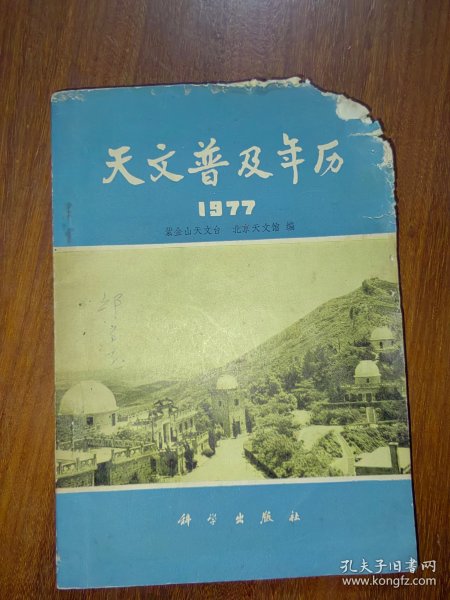 天文普及年历
1977
紫金山天文台 北京天文馆 编
科学出版社
孔夫子旧书网
www.kongfz.com